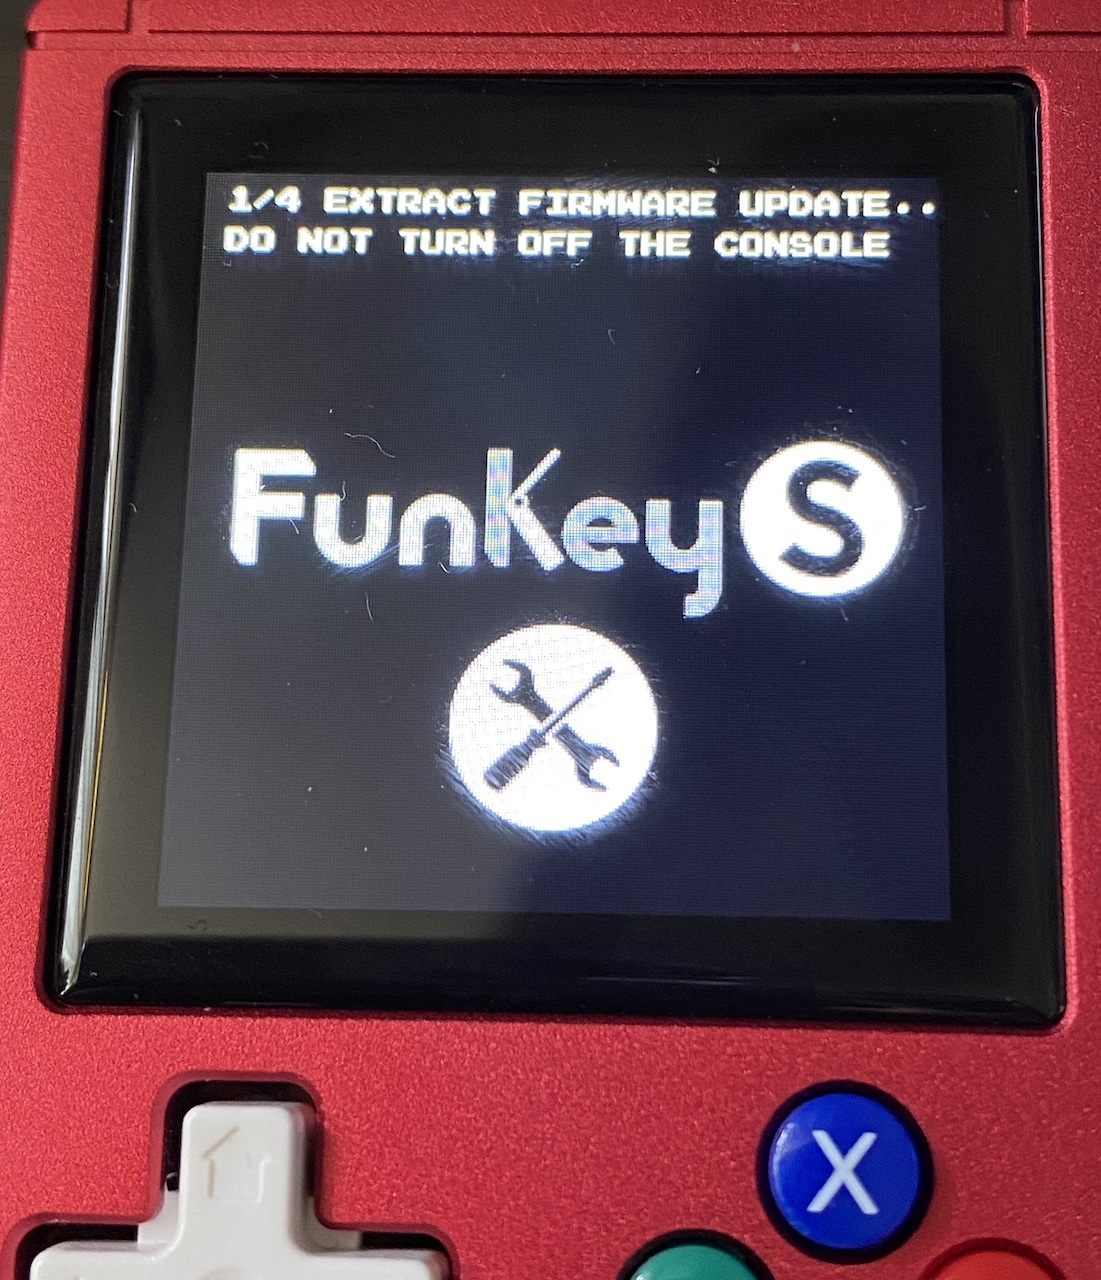 1/4 EXTRACT FIRMWARE UPDATE..
DO NOT TURN OFF THE CONSOLE
FunKey S
X